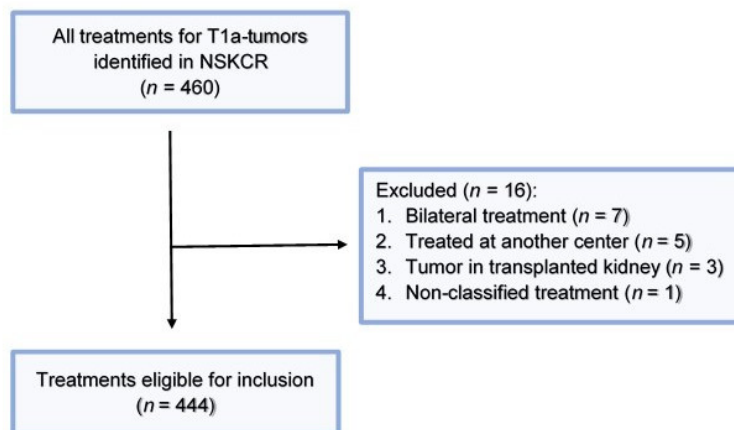 All treatments for T1a-tumors
identified in NSKCR
(n = 460)
Excluded (n = 16):
1. Bilateral treatment (n = 7)
2. Treated at another center (n = 5)
3. Tumor in transplanted kidney (n = 3)
4. Non-classified treatment (n = 1)
Treatments eligible for inclusion
(n = 444)